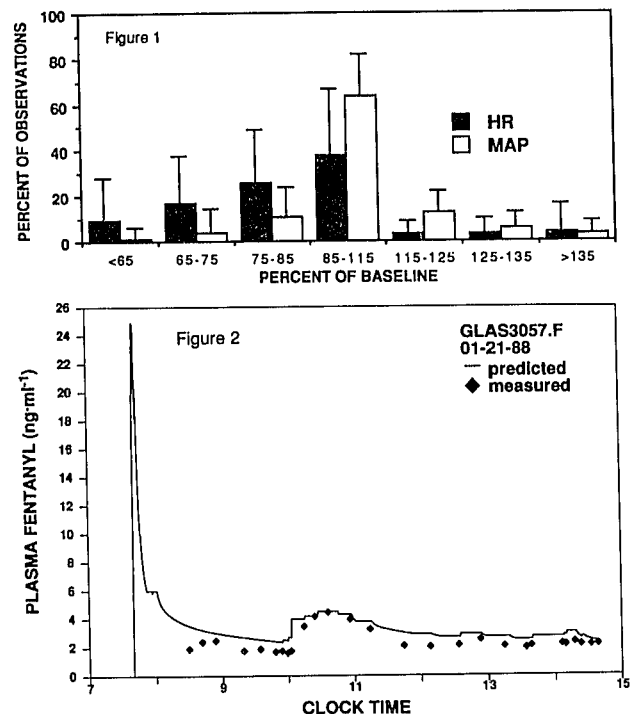 Figure 1
PERCENT OF OBSERVATIONS
100
80
60
40
20
0
HR
MAP
<65 65-75 75-85 85-115 115-125 125-135 >135
PERCENT OF BASELINE
Figure 2
PLASMA FENTANYL (ng·ml-1)
26
24
22
20
18
16
14
12
10
8
6
4
2
0
GLAS3057.F
01-21-88
predicted
measured
7 9 11 13 15
CLOCK TIME